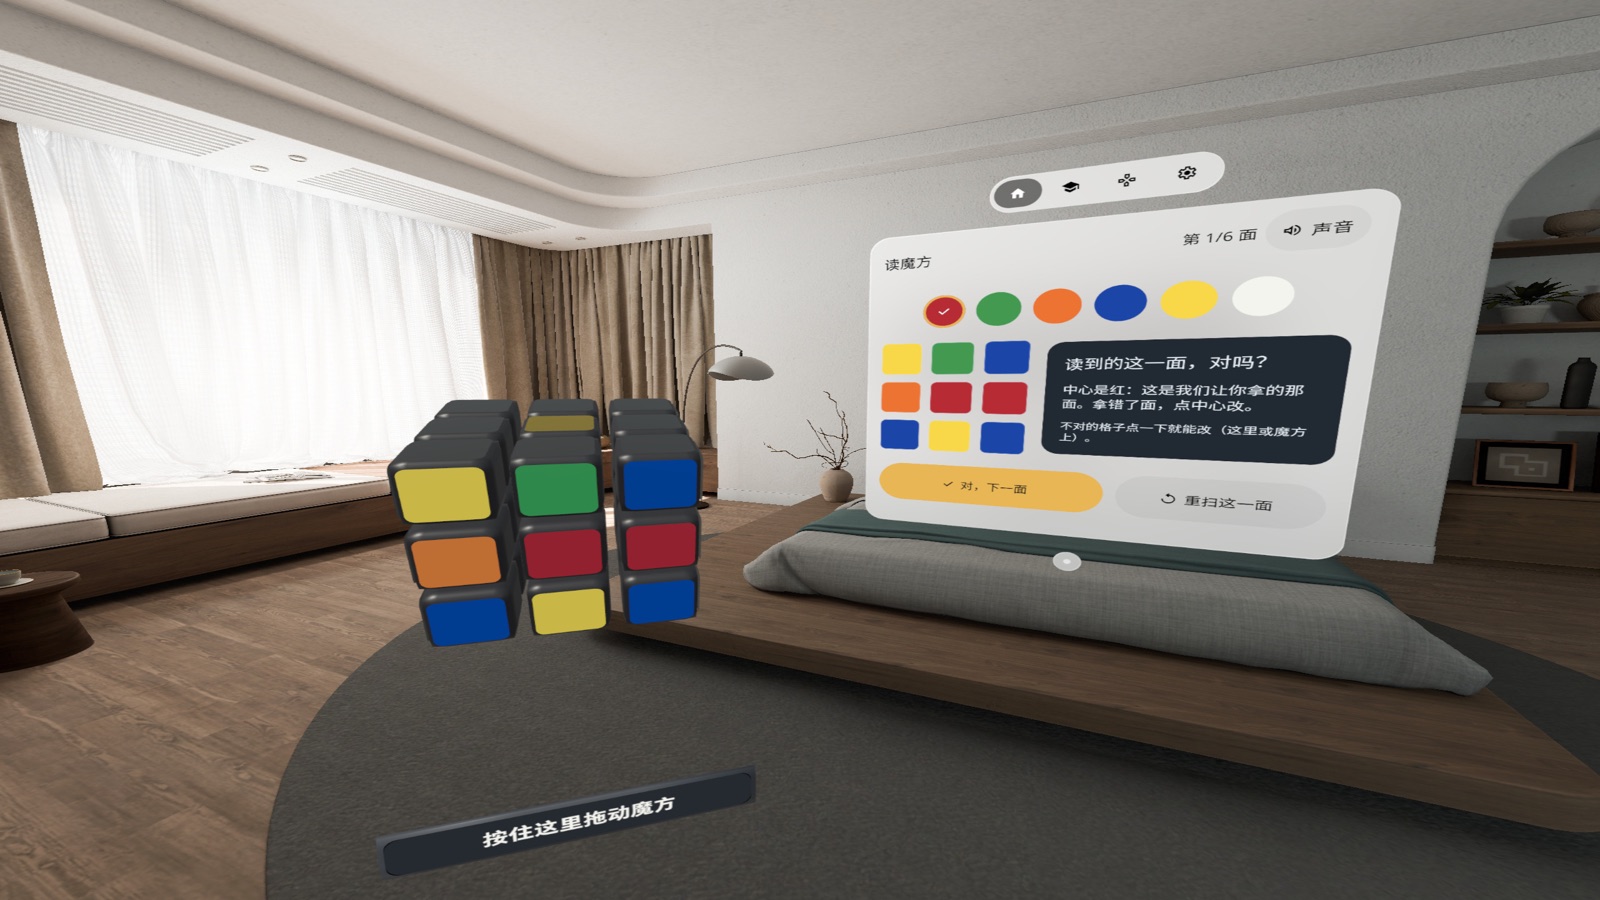 第 1/6 面
声音
读魔方
读到的这一面，对吗？
中心是红：这是我们让你拿的那
面。拿错了面，点中心改。
不对的格子点一下就能改（这里或魔方
上）。
对，下一面
重扫这一面
按住这里拖动魔方